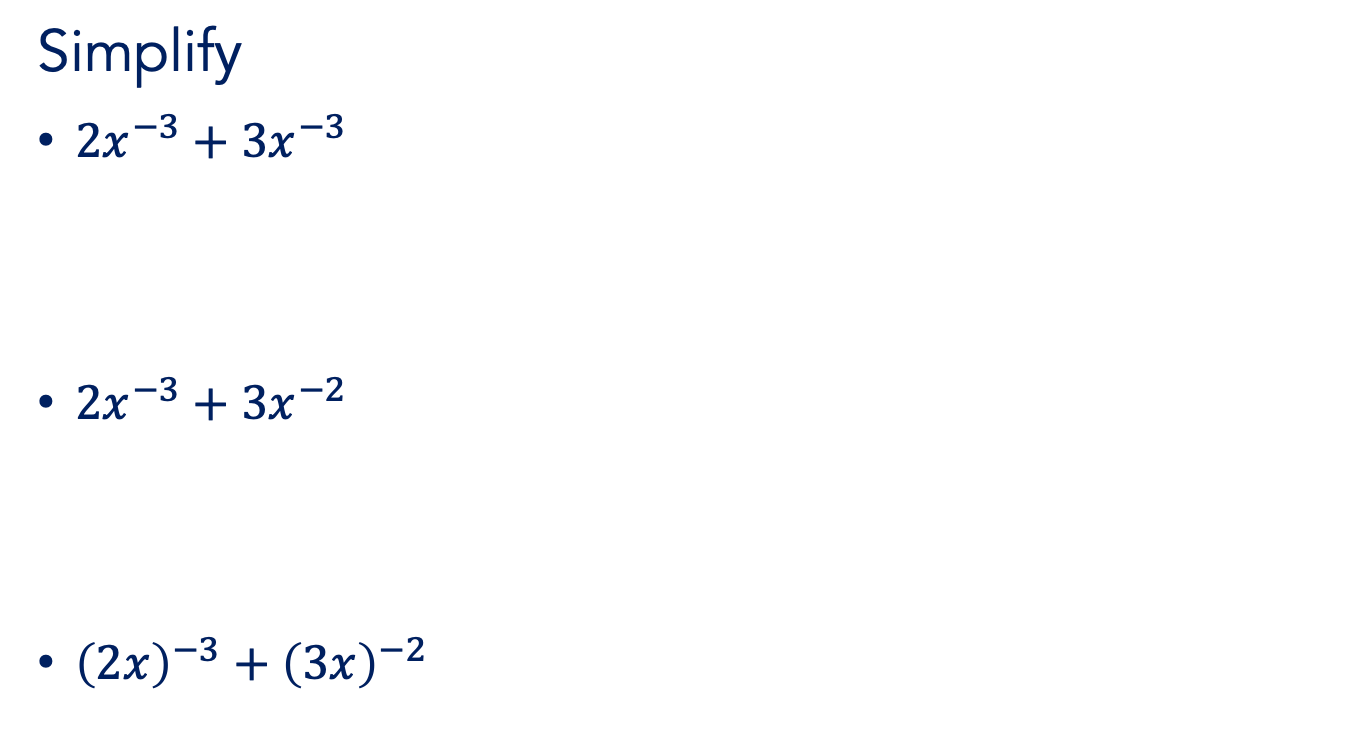 Simplify
• 2𝑥⁻³ + 3𝑥⁻³
• 2𝑥⁻³ + 3𝑥⁻²
• (2𝑥)⁻³ + (3𝑥)⁻²